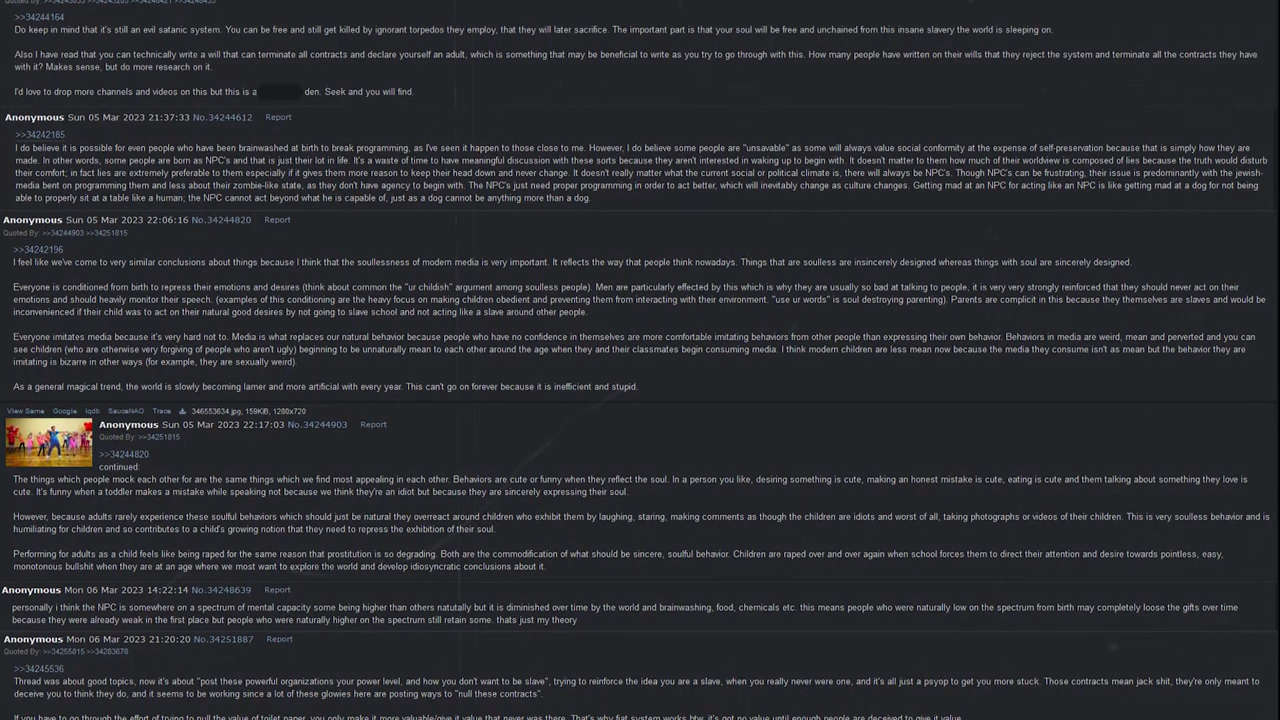 >>34244164
Do keep in mind that it's still an evil satanic system. You can be free and still get killed by ignorant torpedos they employ, that they will later sacrifice. The important part is that your soul will be free and unchained from this insane slavery the world is sleeping on.
Also I have read that you can technically write a will that can terminate all contracts and declare yourself an adult, which is something that may be beneficial to write as you try to go through with this. How many people have written on their wills that they reject the system and terminate all the contracts they have
with it? Makes sense, but do more research on it.
I'd love to drop more channels and videos on this but this is a den. Seek and you will find.
Anonymous Sun 05 Mar 2023 21:37:33 No.34244612 Report
>>34242185
I do believe it is possible for even people who have been brainwashed at birth to break programming, as I've seen it happen to those close to me. However, I do believe some people are "unsavable" as some will always value social conformity at the expense of self-preservation because that is simply how they are
made. In other words, some people are born as NPC's and that is just their lot in life. It's a waste of time to have meaningful discussion with these sorts because they aren't interested in waking up to begin with. It doesn't matter to them how much of their worldview is composed of lies because the truth would disturb
their comfort; in fact lies are extremely preferable to them especially if it gives them more reason to keep their head down and never change. It doesn't really matter what the current social or political climate is, there will always be NPC's. Though NPC's can be frustrating, their issue is predominantly with the jewish-
media bent on programming them and less about their zombie-like state, as they don't have agency to begin with. The NPC's just need proper programming in order to act better, which will inevitably change as culture changes. Getting mad at an NPC for acting like an NPC is like getting mad at a dog for not being
able to properly sit at a table like a human; the NPC cannot act beyond what he is capable of, just as a dog cannot be anything more than a dog.
Anonymous Sun 05 Mar 2023 22:06:16 No.34244820 Report
Quoted By: >>34244903 >>34251815
>>34242196
I feel like we've come to very similar conclusions about things because I think that the soullessness of modern media is very important. It reflects the way that people think nowadays. Things that are soulless are insincerely designed whereas things with soul are sincerely designed.
Everyone is conditioned from birth to repress their emotions and desires (think about common the "ur childish" argument among soulless people). Men are particularly effected by this which is why they are usually so bad at talking to people, it is very very strongly reinforced that they should never act on their
emotions and should heavily monitor their speech. (examples of this conditioning are the heavy focus on making children obedient and preventing them from interacting with their environment. "use ur words" is soul destroying parenting). Parents are complicit in this because they themselves are slaves and would be
inconvenienced if their child was to act on their natural good desires by not going to slave school and not acting like a slave around other people.
Everyone imitates media because it's very hard not to. Media is what replaces our natural behavior because people who have no confidence in themselves are more comfortable imitating behaviors from other people than expressing their own behavior. Behaviors in media are weird, mean and perverted and you can
see children (who are otherwise very forgiving of people who aren't ugly) beginning to be unnaturally mean to each other around the age when they and their classmates begin consuming media. I think modern children are less mean now because the media they consume isn't as mean but the behavior they are
imitating is bizarre in other ways (for example, they are sexually weird).
As a general magical trend, the world is slowly becoming lamer and more artificial with every year. This can't go on forever because it is inefficient and stupid.
View Same Google iqdb SauceNAO Trace 346553634.jpg, 159KiB, 1280x720
Anonymous Sun 05 Mar 2023 22:17:03 No.34244903 Report
Quoted By: >>34251815
>>34244820
continued:
The things which people mock each other for are the same things which we find most appealing in each other. Behaviors are cute or funny when they reflect the soul. In a person you like, desiring something is cute, making an honest mistake is cute, eating is cute and them talking about something they love is
cute. It's funny when a toddler makes a mistake while speaking not because we think they're an idiot but because they are sincerely expressing their soul.
However, because adults rarely experience these soulful behaviors which should just be natural they overreact around children who exhibit them by laughing, staring, making comments as though the children are idiots and worst of all, taking photographs or videos of their children. This is very soulless behavior and is
humiliating for children and so contributes to a child's growing notion that they need to repress the exhibition of their soul.
Performing for adults as a child feels like being raped for the same reason that prostitution is so degrading. Both are the commodification of what should be sincere, soulful behavior. Children are raped over and over again when school forces them to direct their attention and desire towards pointless, easy,
monotonous bullshit when they are at an age where we most want to explore the world and develop idiosyncratic conclusions about it.
Anonymous Mon 06 Mar 2023 14:22:14 No.34248639 Report
personally i think the NPC is somewhere on a spectrum of mental capacity some being higher than others natutally but it is diminished over time by the world and brainwashing, food, chemicals etc. this means people who were naturally low on the spectrum from birth may completely loose the gifts over time
because they were already weak in the first place but people who were naturally higher on the spectrum still retain some. thats just my theory
Anonymous Mon 06 Mar 2023 21:20:20 No.34251887 Report
Quoted By: >>34255815 >>34283678
>>34245536
Thread was about good topics, now it's about "post these powerful organizations your power level, and how you don't want to be slave", trying to reinforce the idea you are a slave, when you really never were one, and it's all just a psyop to get you more stuck. Those contracts mean jack shit, they're only meant to
deceive you to think they do, and it seems to be working since a lot of these glowies here are posting ways to "null these contracts".
If you have to go through the effort of trying to null the value of toilet paper, you only make it more valuable/give it value that never was there. That's why fiat system works btw, it's got no value until enough people are deceived to give it value.